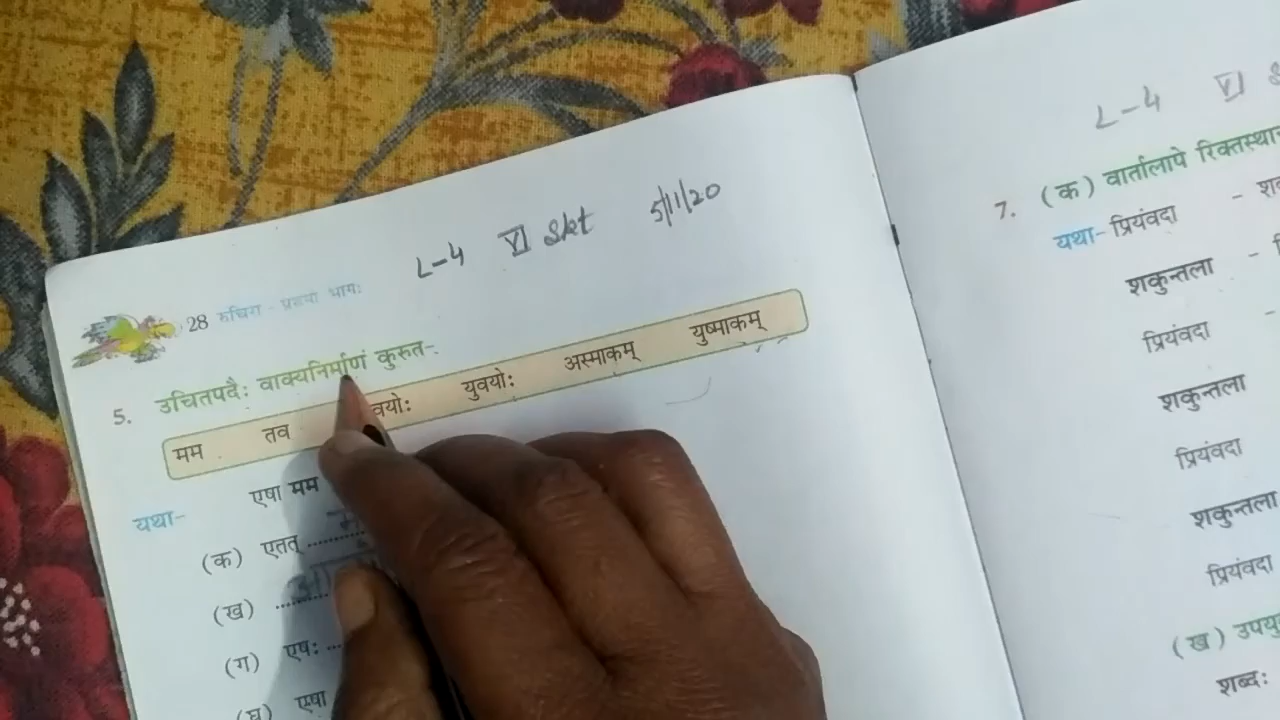 L-4 VI Skt 5/11/20
28 रुचिरा - प्रथमो भागः
5. उचितपदैः वाक्यनिर्माणं कुरुत-
मम तव वयोः युवयोः अस्माकम् युष्माकम्
यथा- एषा मम
(क) एतत्
(ख)
(ग) एषः
(घ) एषा
L-4 VI
7. (क) वार्तालापे
यथा- प्रियंवदा -
शकुन्तला -
प्रियंवदा -
शकुन्तला
प्रियंवदा
शकुन्तला
प्रियंवदा
(ख)
शब्दः